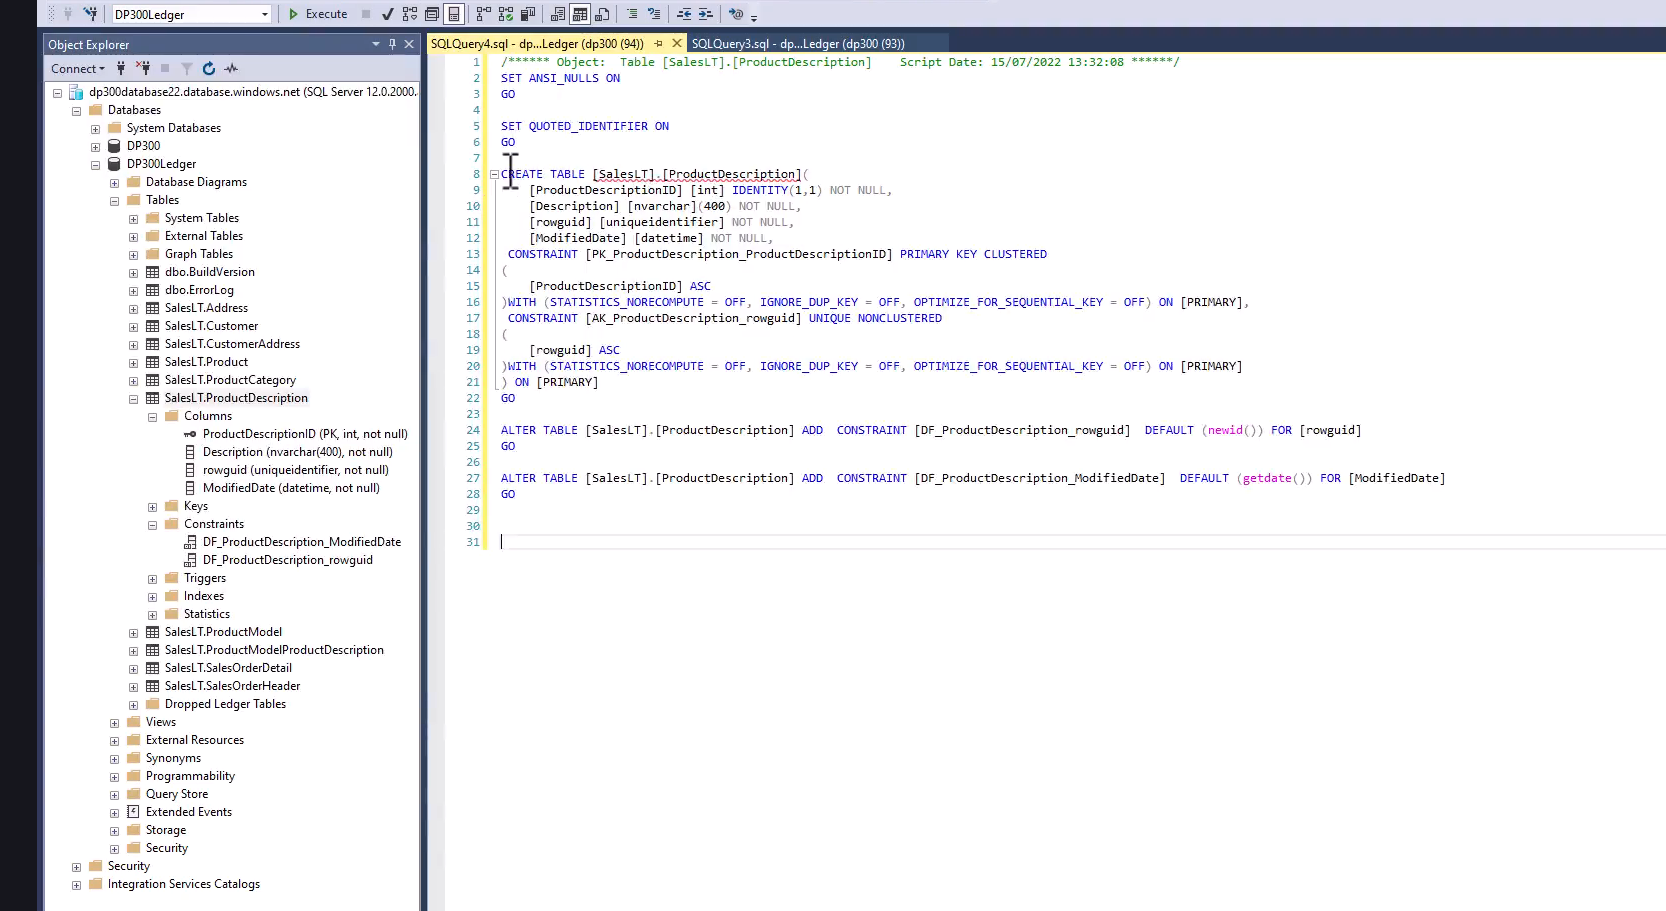 DP300Ledger
Execute
Object Explorer
Connect
dp300database22.database.windows.net (SQL Server 12.0.2000.
Databases
System Databases
DP300
DP300Ledger
Database Diagrams
Tables
System Tables
External Tables
Graph Tables
dbo.BuildVersion
dbo.ErrorLog
SalesLT.Address
SalesLT.Customer
SalesLT.CustomerAddress
SalesLT.Product
SalesLT.ProductCategory
SalesLT.ProductDescription
Columns
ProductDescriptionID (PK, int, not null)
Description (nvarchar(400), not null)
rowguid (uniqueidentifier, not null)
ModifiedDate (datetime, not null)
Keys
Constraints
DF_ProductDescription_ModifiedDate
DF_ProductDescription_rowguid
Triggers
Indexes
Statistics
SalesLT.ProductModel
SalesLT.ProductModelProductDescription
SalesLT.SalesOrderDetail
SalesLT.SalesOrderHeader
Dropped Ledger Tables
Views
External Resources
Synonyms
Programmability
Query Store
Extended Events
Storage
Security
Security
Integration Services Catalogs
SQLQuery4.sql - dp...Ledger (dp300 (94)) SQLQuery3.sql - dp...Ledger (dp300 (93))
1 /****** Object: Table [SalesLT].[ProductDescription] Script Date: 15/07/2022 13:32:08 ******/
2 SET ANSI_NULLS ON
3 GO
4
5 SET QUOTED_IDENTIFIER ON
6 GO
7
8 CREATE TABLE [SalesLT].[ProductDescription](
9 [ProductDescriptionID] [int] IDENTITY(1,1) NOT NULL,
10 [Description] [nvarchar](400) NOT NULL,
11 [rowguid] [uniqueidentifier] NOT NULL,
12 [ModifiedDate] [datetime] NOT NULL,
13 CONSTRAINT [PK_ProductDescription_ProductDescriptionID] PRIMARY KEY CLUSTERED
14 (
15 [ProductDescriptionID] ASC
16 )WITH (STATISTICS_NORECOMPUTE = OFF, IGNORE_DUP_KEY = OFF, OPTIMIZE_FOR_SEQUENTIAL_KEY = OFF) ON [PRIMARY],
17 CONSTRAINT [AK_ProductDescription_rowguid] UNIQUE NONCLUSTERED
18 (
19 [rowguid] ASC
20 )WITH (STATISTICS_NORECOMPUTE = OFF, IGNORE_DUP_KEY = OFF, OPTIMIZE_FOR_SEQUENTIAL_KEY = OFF) ON [PRIMARY]
21 ) ON [PRIMARY]
22 GO
23
24 ALTER TABLE [SalesLT].[ProductDescription] ADD CONSTRAINT [DF_ProductDescription_rowguid] DEFAULT (newid()) FOR [rowguid]
25 GO
26
27 ALTER TABLE [SalesLT].[ProductDescription] ADD CONSTRAINT [DF_ProductDescription_ModifiedDate] DEFAULT (getdate()) FOR [ModifiedDate]
28 GO
29
30
31